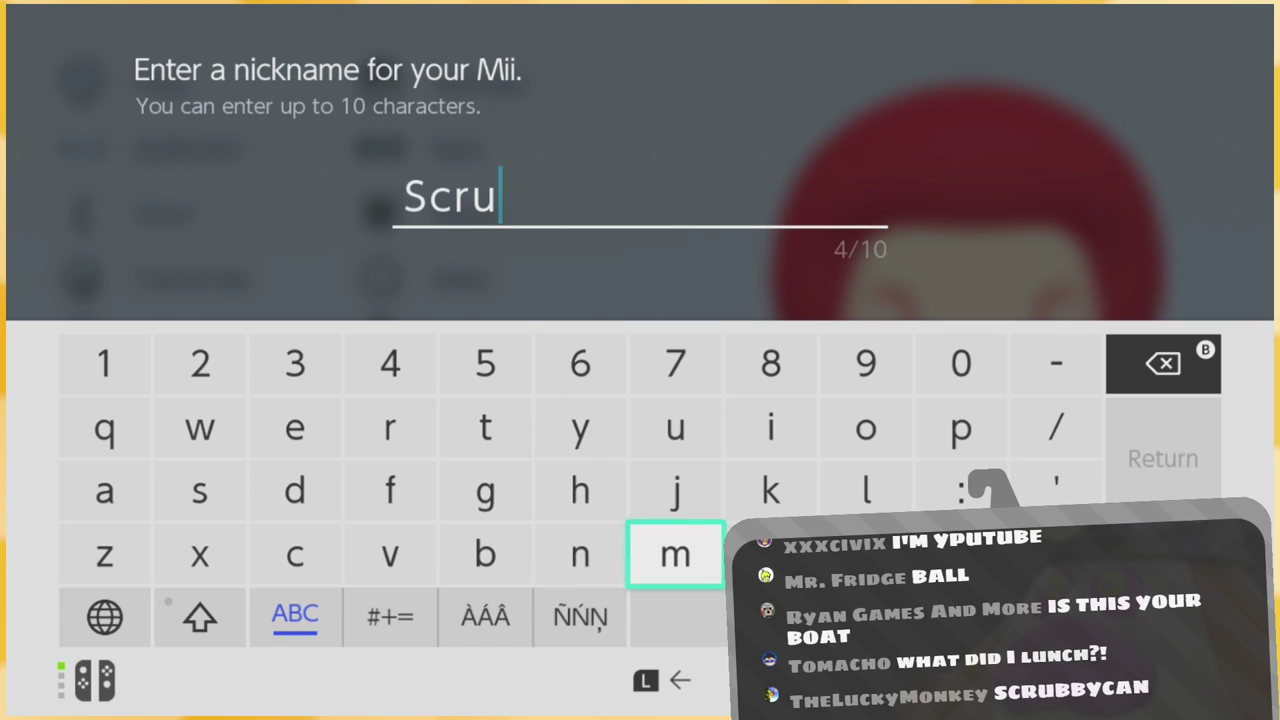 Enter a nickname for your Mii.
You can enter up to 10 characters.
Scru
4/10
1 2 3 4 5 6 7 8 9 0 - B
q w e r t y u i o p /
Return
a s d f g h j k l : '
z x c v b n m
ABC #+= ÀÁÂ ÑŃŅ
L ←
XXXCIVIX I'M YPUTUBE
MR. FRIDGE BALL
RYAN GAMES AND MORE IS THIS YOUR
BOAT
TOMACHO WHAT DID I LUNCH?!
THELUCKYMONKEY SCRUBBYCAN